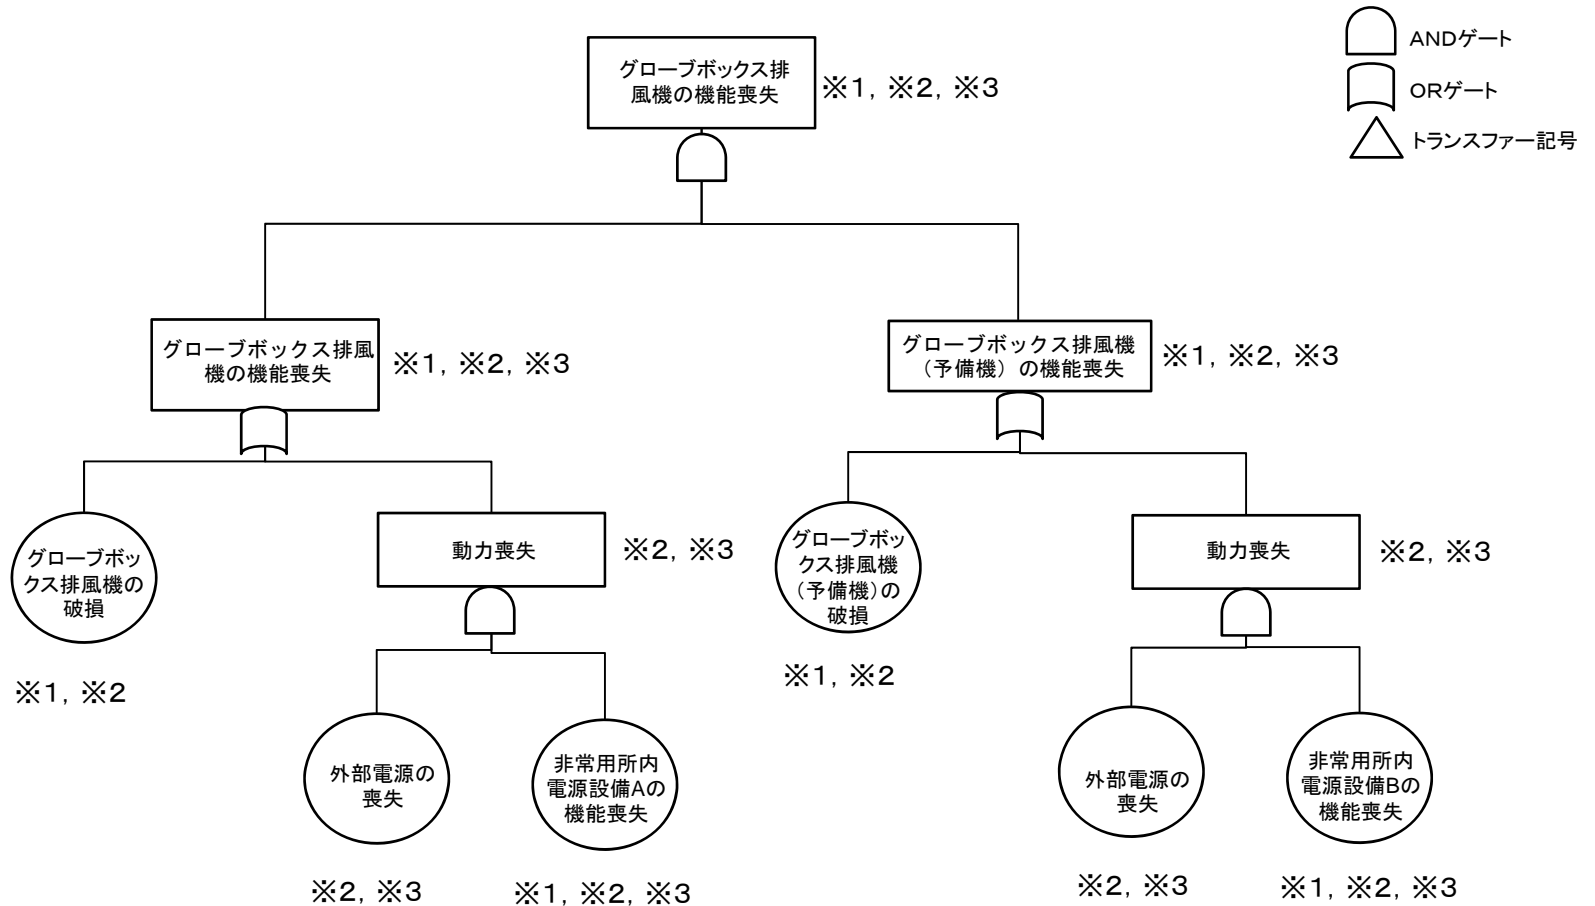 グローブボックス排
風機の機能喪失
※1, ※2, ※3
ANDゲート
ORゲート
トランスファー記号
グローブボックス排風
機の機能喪失
※1, ※2, ※3
グローブボックス排風機
（予備機）の機能喪失
※1, ※2, ※3
グローブボッ
クス排風機の
破損
※1, ※2
動力喪失
※2, ※3
グローブボッ
クス排風機
（予備機）の
破損
※1, ※2
動力喪失
※2, ※3
外部電源の
喪失
※2, ※3
非常用所内
電源設備Aの
機能喪失
※1, ※2, ※3
外部電源の
喪失
※2, ※3
非常用所内
電源設備Bの
機能喪失
※1, ※2, ※3